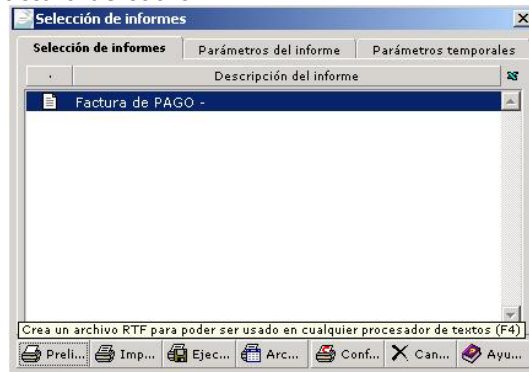 Selección de informes
Selección de informes Parámetros del informe Parámetros temporales
Descripción del informe
Factura de PAGO -
Crea un archivo RTF para poder ser usado en cualquier procesador de textos (F4)
Preli... Imp... Ejec... Arc... Conf... Can... Ayu...